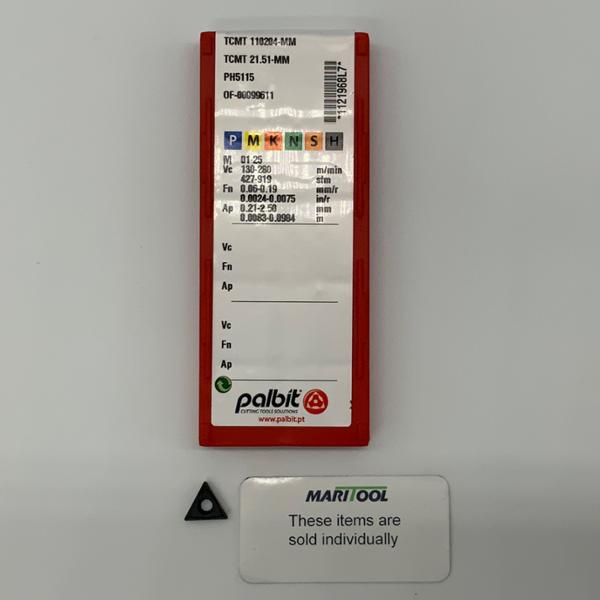 TCMT 110204-MM
TCMT 21.51-MM
PH5115
OF-00099611
*1121968L7*
P M K N S H
M 01-25
Vc 130-280 m/min
427-919 sfm
Fn 0.06-0.19 mm/r
0.0024-0.0075 in/r
Ap 0.21-2.50 mm
0.0083-0.0984 in
Vc
Fn
Ap
Vc
Fn
Ap
palbit
CUTTING TOOLS SOLUTIONS
www.palbit.pt
MARITOOL
These items are
sold individually